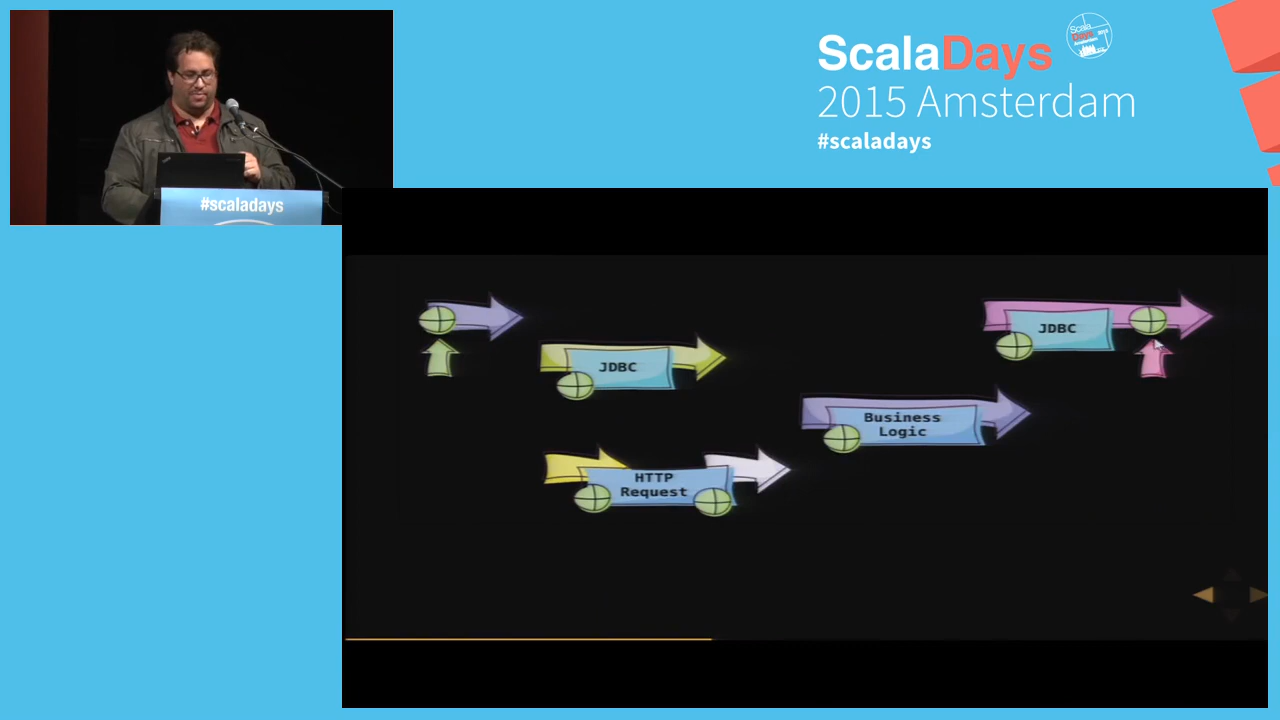 ScalaDays
2015 Amsterdam
#scaladays
#scaladays
JDBC
JDBC
Business
Logic
HTTP
Request